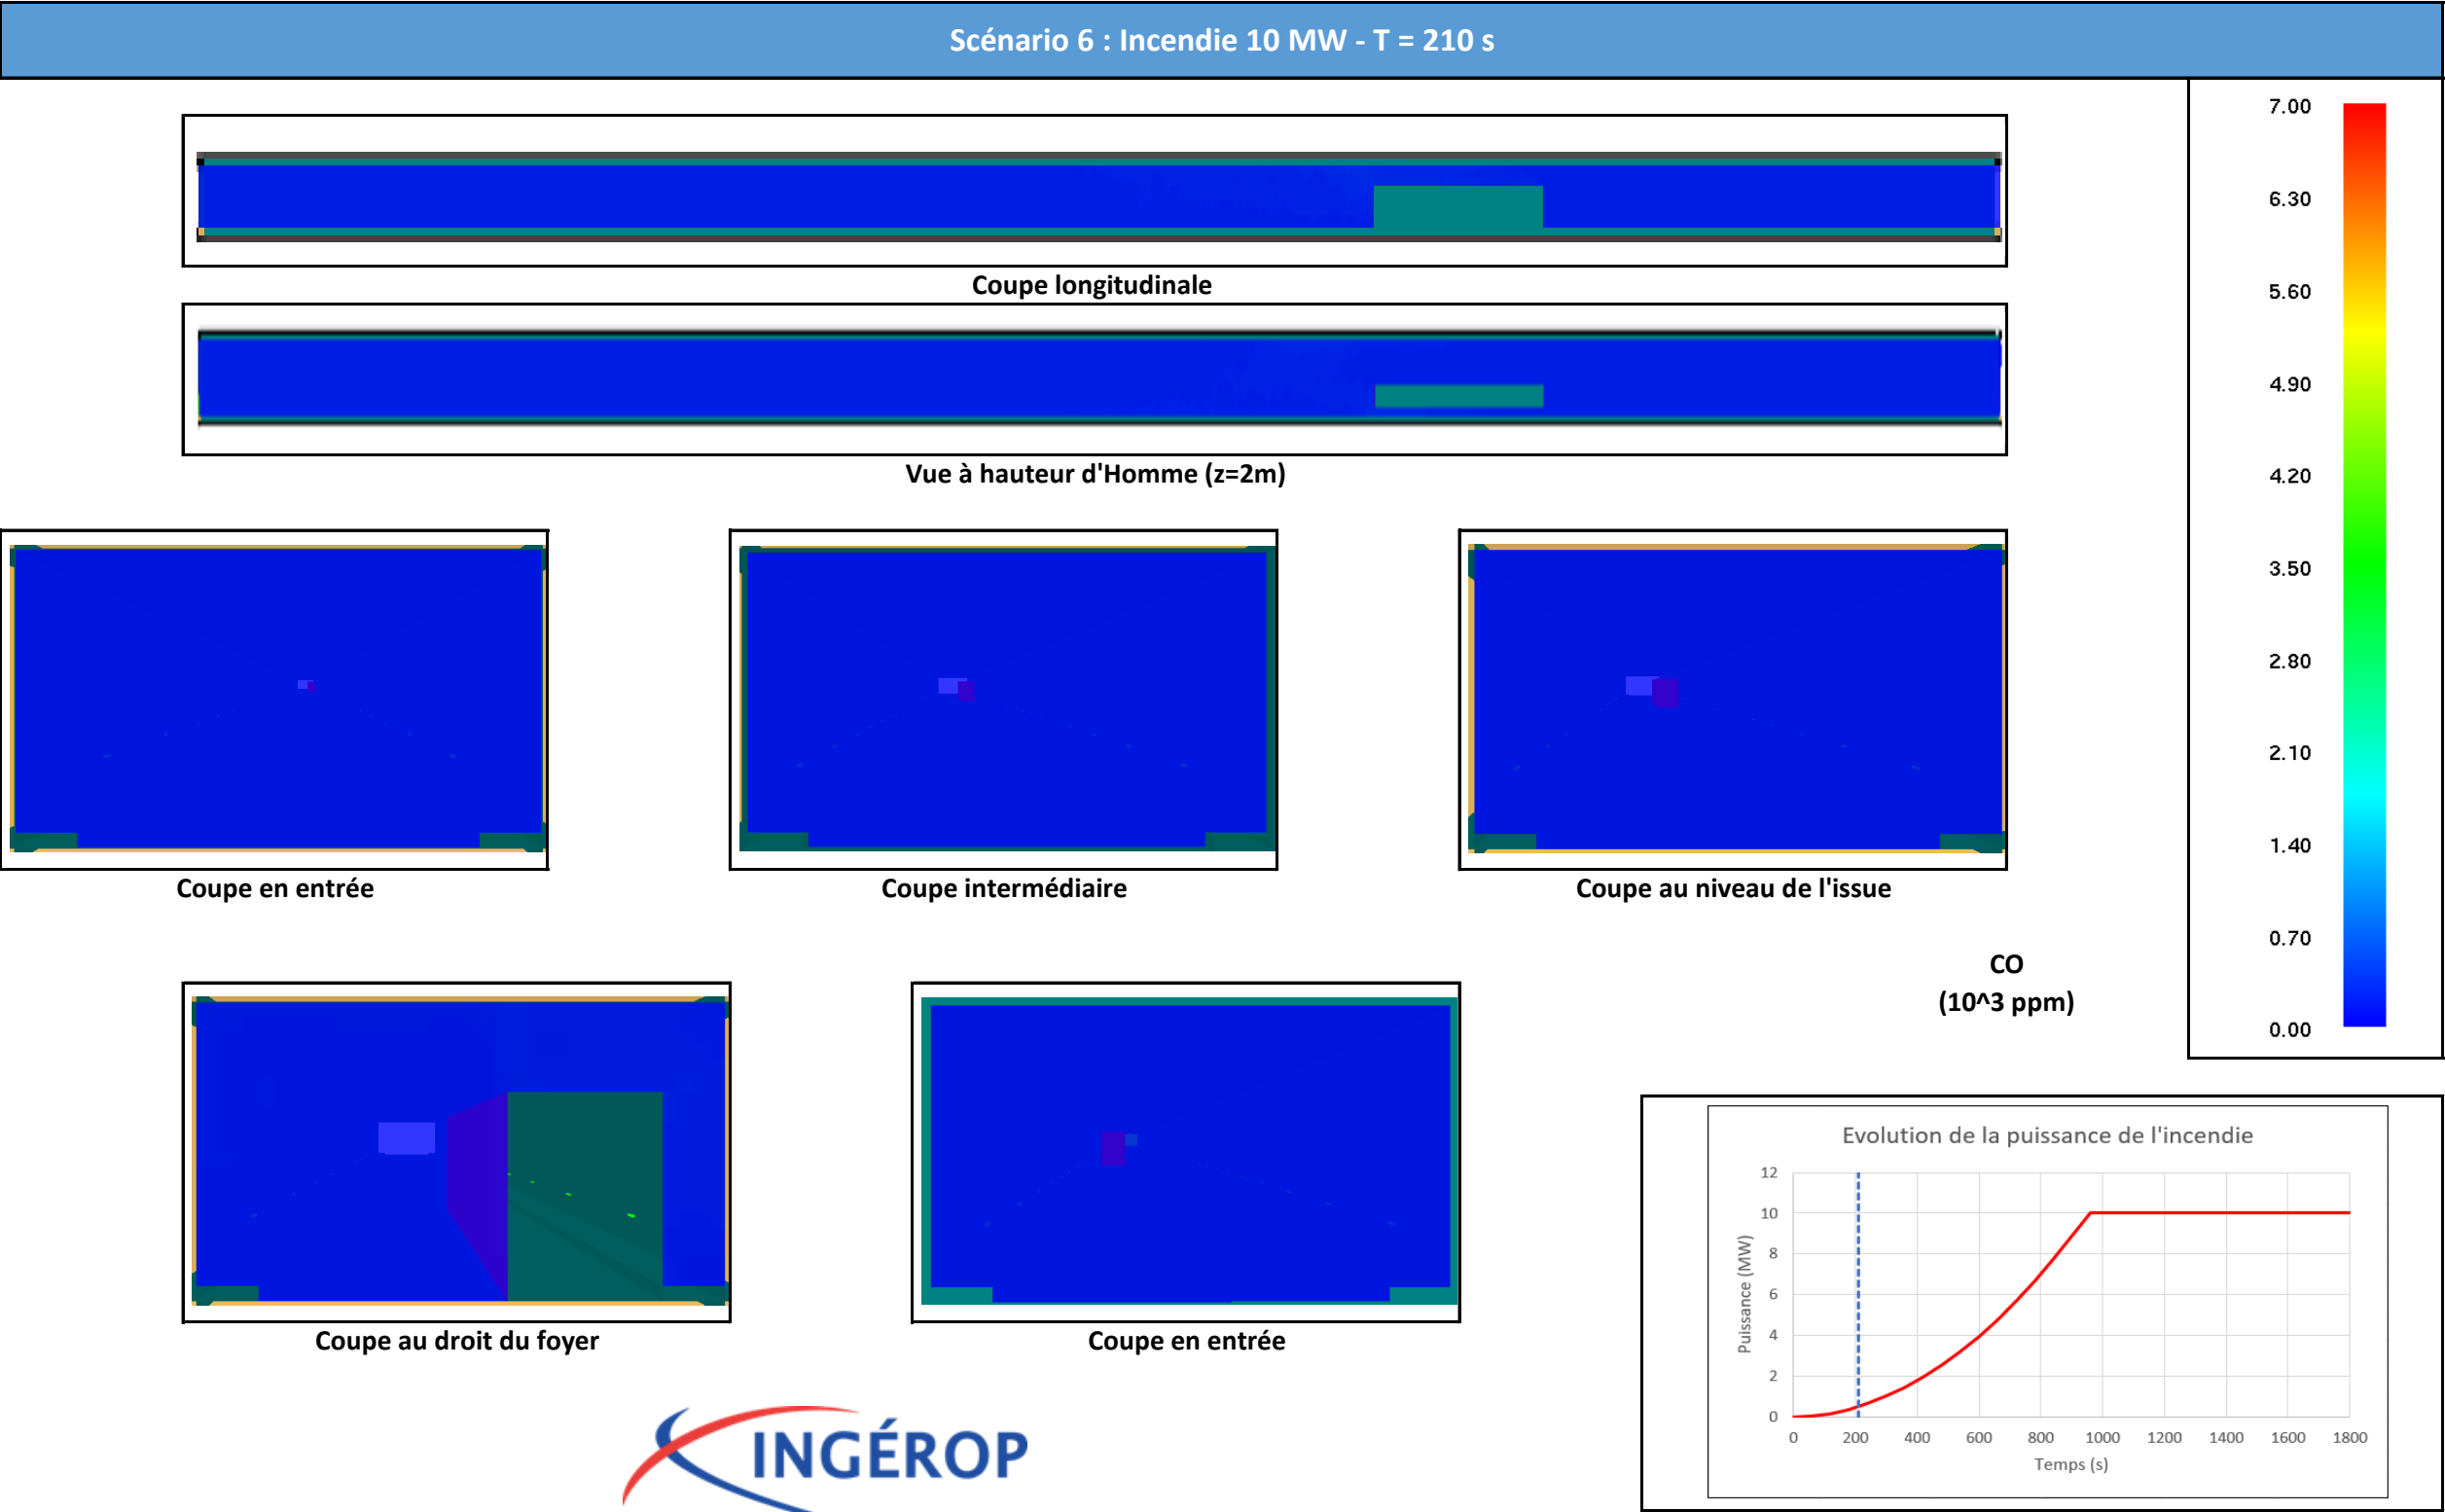 Scénario 6 : Incendie 10 MW - T = 210 s
Coupe longitudinale
Vue à hauteur d'Homme (z=2m)
Coupe en entrée
Coupe intermédiaire
Coupe au niveau de l'issue
Coupe au droit du foyer
Coupe en entrée
7.00
6.30
5.60
4.90
4.20
3.50
2.80
2.10
1.40
0.70
0.00
CO
(10^3 ppm)
Evolution de la puissance de l'incendie
Puissance (MW)
12
10
8
6
4
2
0
0 200 400 600 800 1000 1200 1400 1600 1800
Temps (s)
INGÉROP